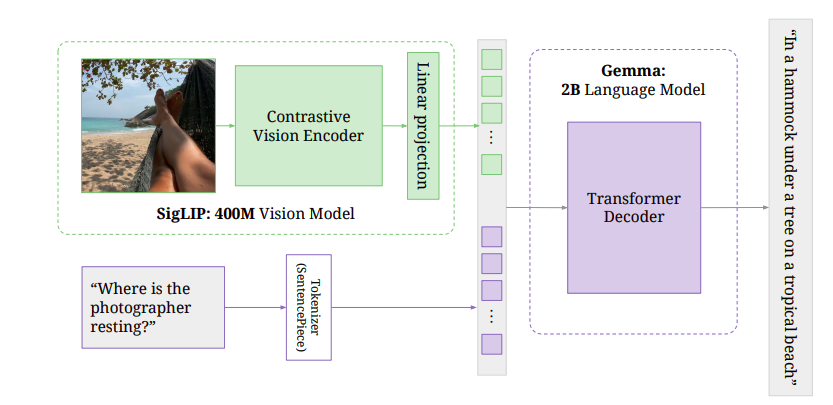 Contrastive
Vision Encoder
Linear projection
SigLIP: 400M Vision Model
“Where is the
photographer
resting?”
Tokenizer
(SentencePiece)
⋮
⋮
Gemma:
2B Language Model
Transformer
Decoder
“In a hammock under a tree on a tropical beach”